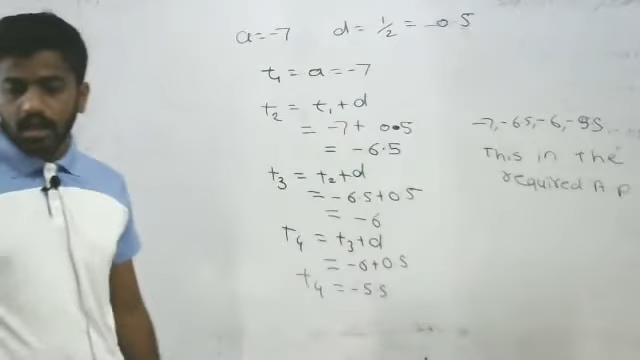 a = -7 d = 1/2 = 0.5
t₁ = a = -7
t₂ = t₁ + d
= -7 + 0.5
= -6.5
t₃ = t₂ + d
= -6.5 + 0.5
= -6
t₄ = t₃ + d
= -6 + 0.5
t₄ = -5.5
-7, -6.5, -6, -5.5
This in the
required A P